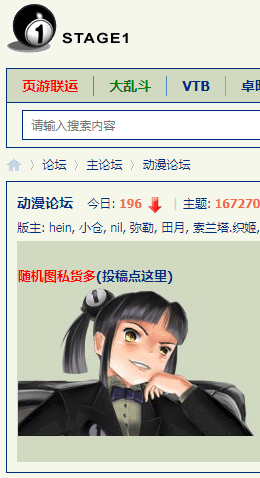 1 STAGE1
页游联运 大乱斗 VTB 卓
请输入搜索内容
论坛 主论坛 动漫论坛
动漫论坛 今日: 196 主题: 167270
版主: hein, 小仓, nil, 弥勒, 田月, 索兰塔.织姬,
随机图私货多(投稿点这里)